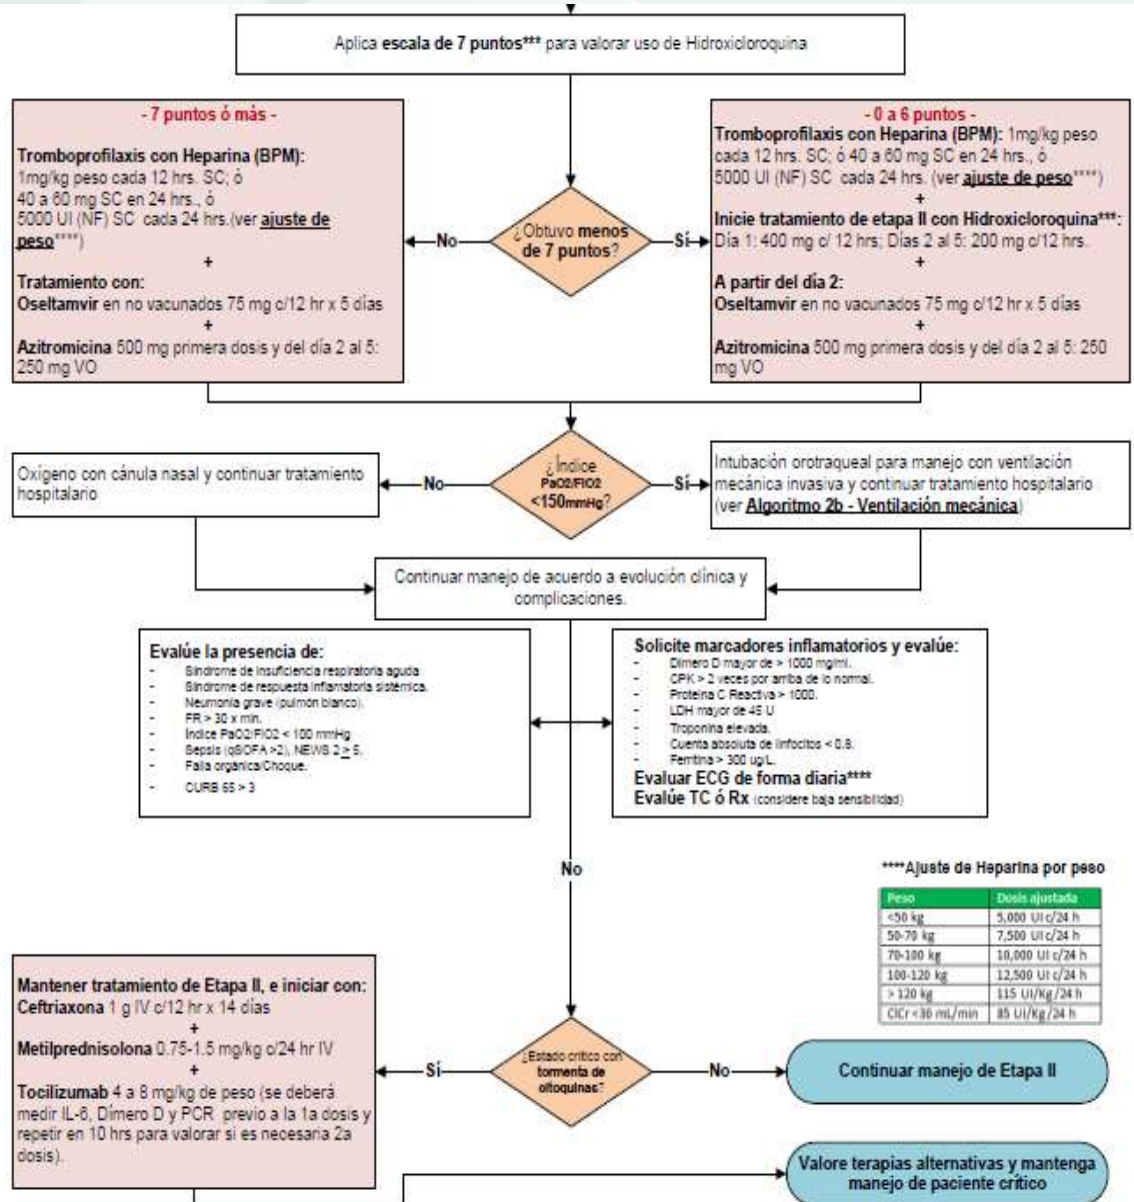 Aplica escala de 7 puntos*** para valorar uso de Hidroxicloroquina
- 7 puntos ó más -
Tromboprofilaxis con Heparina (BPM):
1mg/kg peso cada 12 hrs. SC; ó
40 a 60 mg SC en 24 hrs., ó
5000 UI (NF) SC cada 24 hrs.(ver ajuste de
peso****)
+
Tratamiento con:
Oseltamvir en no vacunados 75 mg c/12 hr x 5 días
+
Azitromicina 500 mg primera dosis y del día 2 al 5:
250 mg VO
No
¿Obtuvo menos
de 7 puntos?
Sí
- 0 a 6 puntos -
Tromboprofilaxis con Heparina (BPM): 1mg/kg peso
cada 12 hrs. SC; ó 40 a 60 mg SC en 24 hrs., ó
5000 UI (NF) SC cada 24 hrs. (ver ajuste de peso****)
+
Inicie tratamiento de etapa II con Hidroxicloroquina***:
Día 1: 400 mg c/ 12 hrs; Días 2 al 5: 200 mg c/12 hrs.
+
A partir del día 2:
Oseltamvir en no vacunados 75 mg c/12 hr x 5 días
+
Azitromicina 500 mg primera dosis y del día 2 al 5: 250
mg VO
Oxígeno con cánula nasal y continuar tratamiento
hospitalario
No
¿Índice
PaO2/FIO2
<150mmHg?
Sí
Intubación orotraqueal para manejo con ventilación
mecánica invasiva y continuar tratamiento hospitalario
(ver Algoritmo 2b - Ventilación mecánica)
Continuar manejo de acuerdo a evolución clínica y
complicaciones.
Evalúe la presencia de:
- Síndrome de insuficiencia respiratoria aguda
- Síndrome de respuesta inflamatoria sistémica.
- Neumonía grave (pulmón blanco).
- FR > 30 x min.
- Índice PaO2/FIO2 < 100 mmHg
- Sepsis (qSOFA >2), NEWS 2 ≥ 5.
- Falla orgánica/Choque.
- CURB 65 > 3
Solicite marcadores inflamatorios y evalúe:
- Dímero D mayor de > 1000 mg/ml.
- CPK > 2 veces por arriba de lo normal.
- Proteína C Reactiva > 1000.
- LDH mayor de 45 U
- Troponina elevada.
- Cuenta absoluta de linfocitos < 0.8.
- Ferritina > 300 ug/L.
Evaluar ECG de forma diaria****
Evalúe TC ó Rx (considere baja sensibilidad)
No
****Ajuste de Heparina por peso
Peso Dosis ajustada
<50 kg 5,000 UI c/24 h
50-70 kg 7,500 UI c/24 h
70-100 kg 10,000 UI c/24 h
100-120 kg 12,500 UI c/24 h
> 120 kg 115 UI/Kg/24 h
ClCr <30 mL/min 85 UI/Kg/24 h
Mantener tratamiento de Etapa II, e iniciar con:
Ceftriaxona 1 g IV c/12 hr x 14 días
+
Metilprednisolona 0.75-1.5 mg/kg c/24 hr IV
+
Tocilizumab 4 a 8 mg/kg de peso (se deberá
medir IL-6, Dímero D y PCR previo a la 1a dosis y
repetir en 10 hrs para valorar si es necesaria 2a
dosis).
Sí
¿Estado crítico con
tormenta de
citoquinas?
No
Continuar manejo de Etapa II
Valore terapias alternativas y mantenga
manejo de paciente crítico